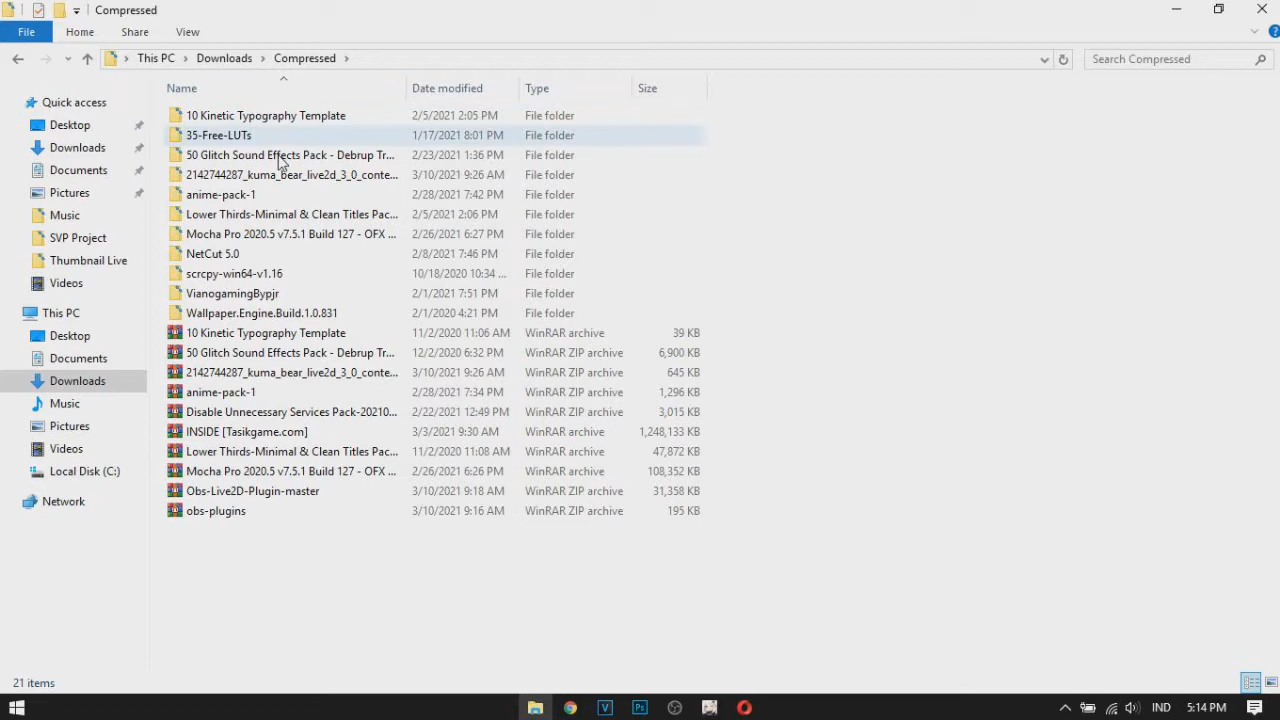 Compressed
File Home Share View
This PC Downloads Compressed Search Compressed
Name Date modified Type Size
Quick access
Desktop
Downloads
Documents
Pictures
Music
SVP Project
Thumbnail Live
Videos
This PC
Desktop
Documents
Downloads
Music
Pictures
Videos
Local Disk (C:)
Network
10 Kinetic Typography Template 2/5/2021 2:05 PM File folder
35-Free-LUTs 1/17/2021 8:01 PM File folder
50 Glitch Sound Effects Pack - Debrup Tr... 2/23/2021 1:36 PM File folder
2142744287_kuma_bear_live2d_3_0_conte... 3/10/2021 9:26 AM File folder
anime-pack-1 2/28/2021 7:42 PM File folder
Lower Thirds-Minimal & Clean Titles Pac... 2/5/2021 2:06 PM File folder
Mocha Pro 2020.5 v7.5.1 Build 127 - OFX ... 2/26/2021 6:27 PM File folder
NetCut 5.0 2/8/2021 7:46 PM File folder
scrcpy-win64-v1.16 10/18/2020 10:34 ... File folder
VianogamingBypjr 2/1/2021 7:51 PM File folder
Wallpaper.Engine.Build.1.0.831 2/1/2020 4:21 PM File folder
10 Kinetic Typography Template 11/2/2020 11:06 AM WinRAR archive 39 KB
50 Glitch Sound Effects Pack - Debrup Tr... 12/2/2020 6:32 PM WinRAR ZIP archive 6,900 KB
2142744287_kuma_bear_live2d_3_0_conte... 3/10/2021 9:26 AM WinRAR ZIP archive 645 KB
anime-pack-1 2/28/2021 7:34 PM WinRAR ZIP archive 1,296 KB
Disable Unnecessary Services Pack-20210... 2/22/2021 12:49 PM WinRAR ZIP archive 3,015 KB
INSIDE [Tasikgame.com] 3/3/2021 9:30 AM WinRAR archive 1,248,133 KB
Lower Thirds-Minimal & Clean Titles Pac... 11/2/2020 11:08 AM WinRAR archive 47,872 KB
Mocha Pro 2020.5 v7.5.1 Build 127 - OFX ... 2/26/2021 6:26 PM WinRAR archive 108,352 KB
Obs-Live2D-Plugin-master 3/10/2021 9:18 AM WinRAR ZIP archive 31,358 KB
obs-plugins 3/10/2021 9:16 AM WinRAR ZIP archive 195 KB
21 items
IND 5:14 PM